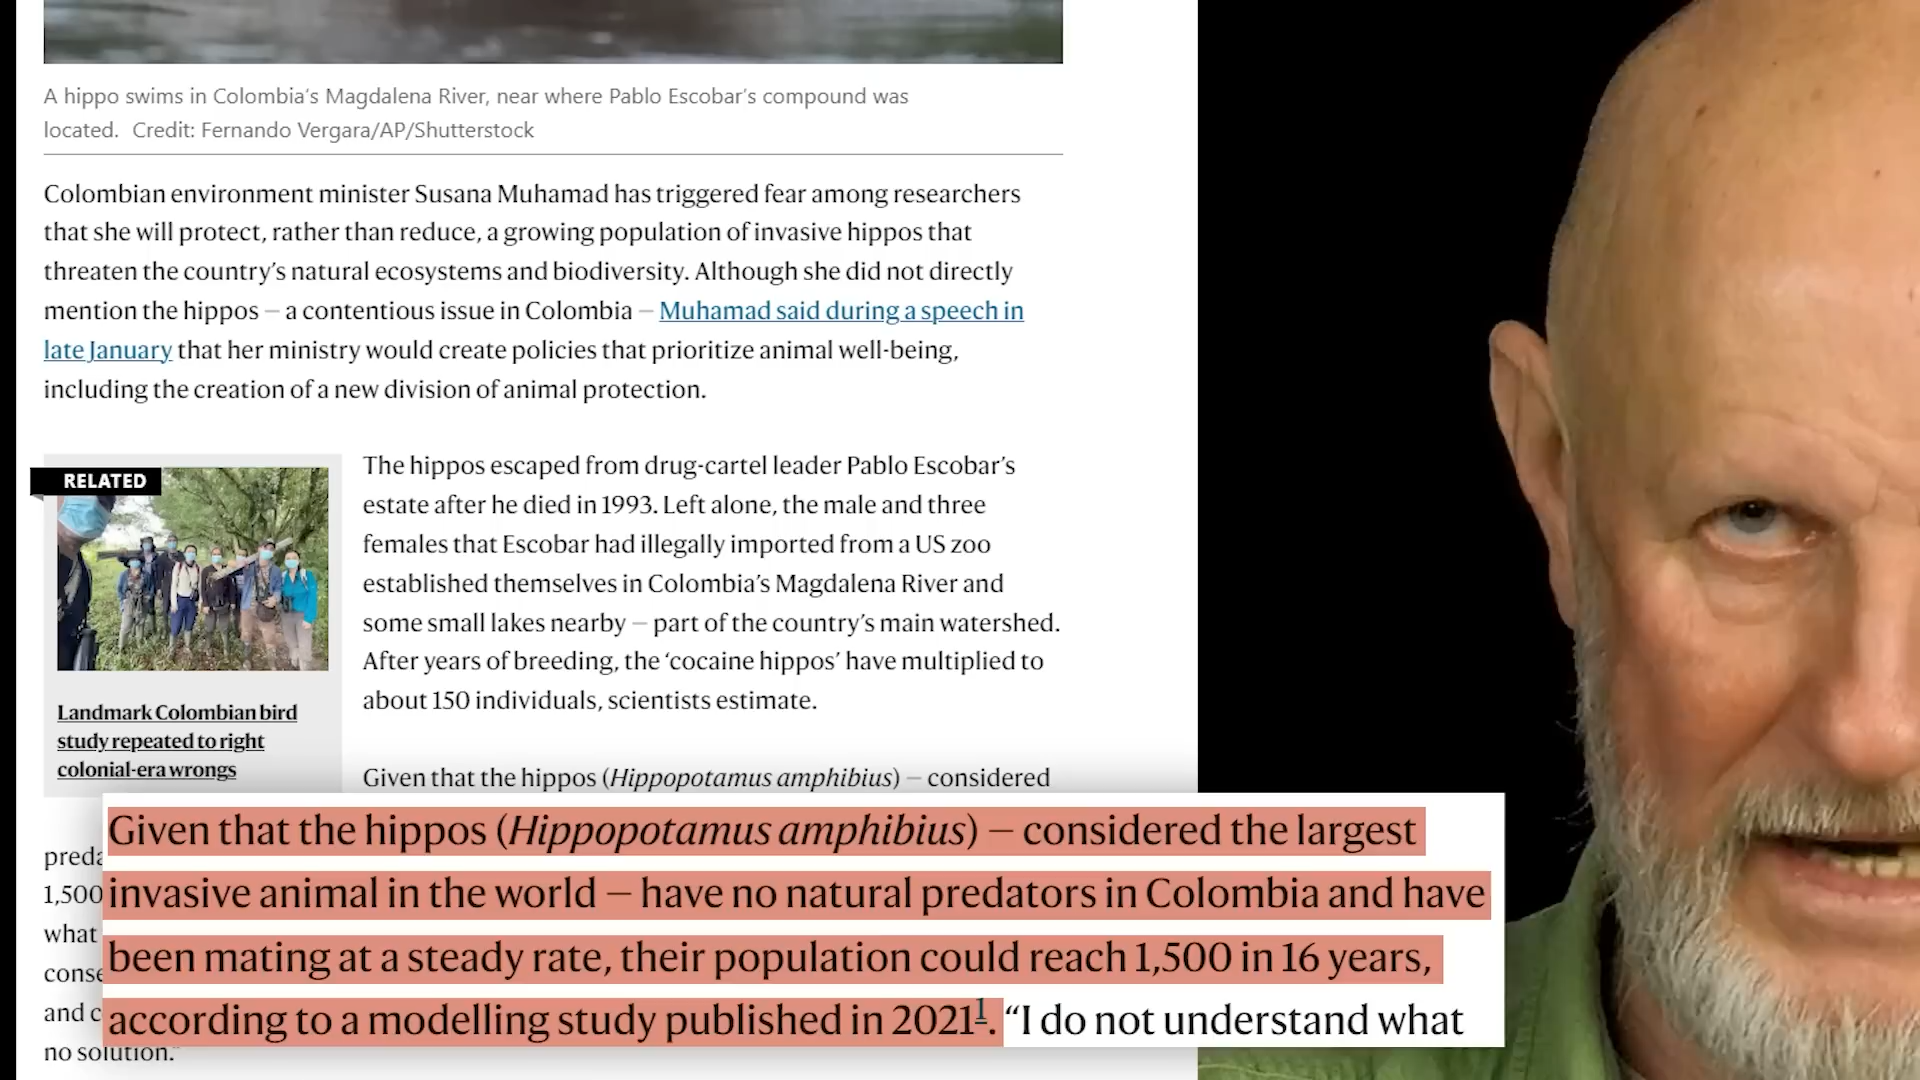 A hippo swims in Colombia's Magdalena River, near where Pablo Escobar's compound was
located.  Credit: Fernando Vergara/AP/Shutterstock
Colombian environment minister Susana Muhamad has triggered fear among researchers
that she will protect, rather than reduce, a growing population of invasive hippos that
threaten the country's natural ecosystems and biodiversity. Although she did not directly
mention the hippos — a contentious issue in Colombia — Muhamad said during a speech in
late January that her ministry would create policies that prioritize animal well-being,
including the creation of a new division of animal protection.
RELATED
Landmark Colombian bird
study repeated to right
colonial-era wrongs
The hippos escaped from drug-cartel leader Pablo Escobar's
estate after he died in 1993. Left alone, the male and three
females that Escobar had illegally imported from a US zoo
established themselves in Colombia's Magdalena River and
some small lakes nearby — part of the country's main watershed.
After years of breeding, the ‘cocaine hippos’ have multiplied to
about 150 individuals, scientists estimate.
Given that the hippos (Hippopotamus amphibius) — considered
Given that the hippos (Hippopotamus amphibius) — considered the largest
invasive animal in the world — have no natural predators in Colombia and have
been mating at a steady rate, their population could reach 1,500 in 16 years,
according to a modelling study published in 2021¹. “I do not understand what
1,500
what
and
no solution.”